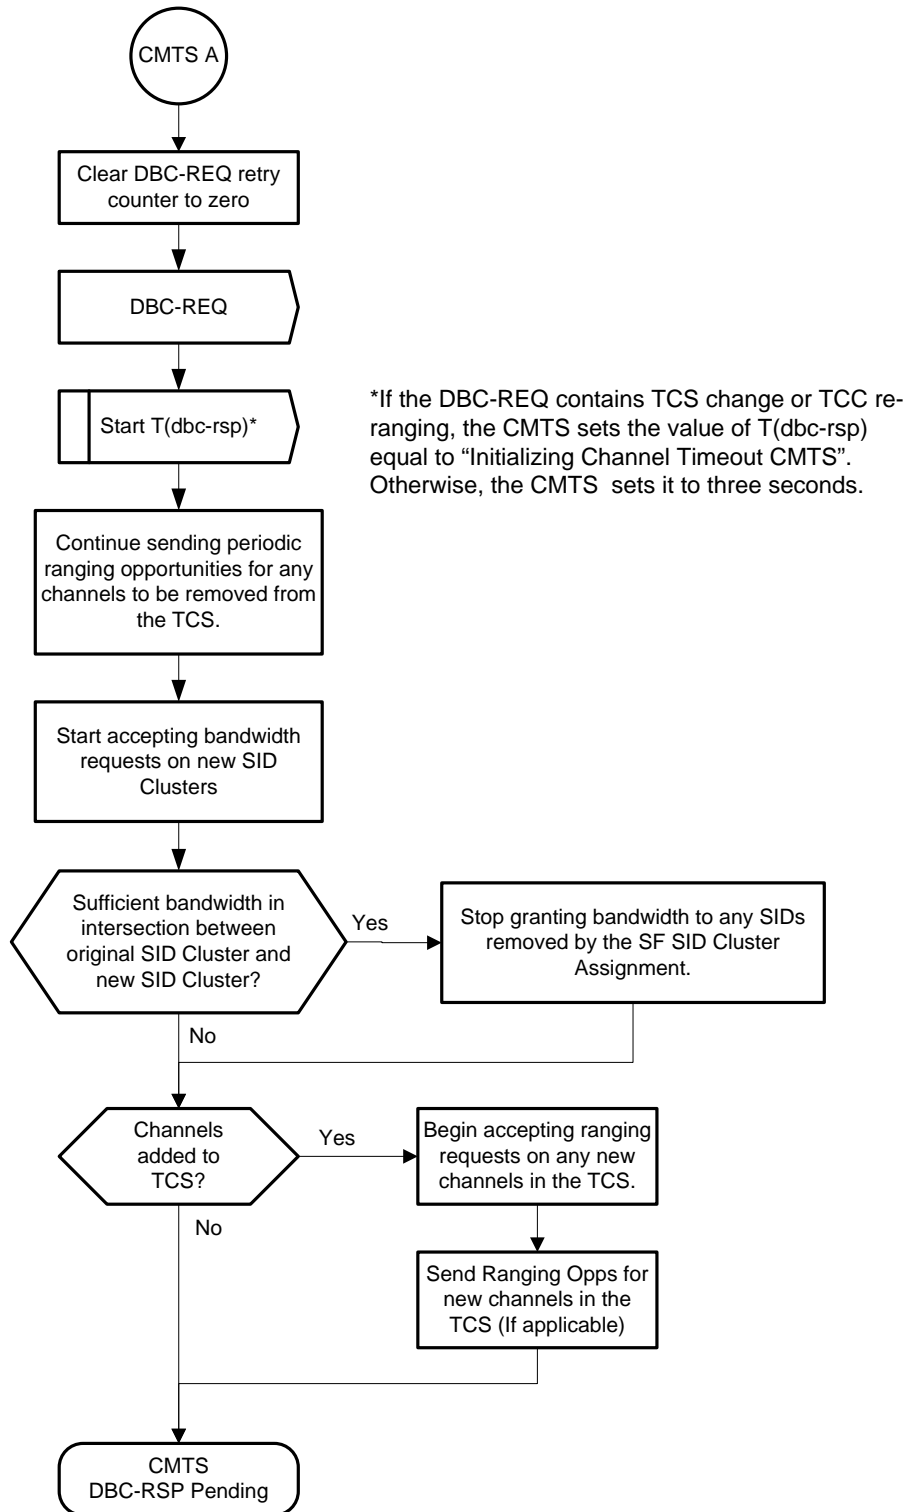 CMTS A
Clear DBC-REQ retry
counter to zero
DBC-REQ
Start T(dbc-rsp)*
*If the DBC-REQ contains TCS change or TCC re-
ranging, the CMTS sets the value of T(dbc-rsp)
equal to “Initializing Channel Timeout CMTS”.
Otherwise, the CMTS sets it to three seconds.
Continue sending periodic
ranging opportunities for any
channels to be removed from
the TCS.
Start accepting bandwidth
requests on new SID
Clusters
Sufficient bandwidth in
intersection between
original SID Cluster and
new SID Cluster?
Yes
Stop granting bandwidth to any SIDs
removed by the SF SID Cluster
Assignment.
No
Channels
added to
TCS?
Yes
Begin accepting ranging
requests on any new
channels in the TCS.
No
Send Ranging Opps for
new channels in the
TCS (If applicable)
CMTS
DBC-RSP Pending